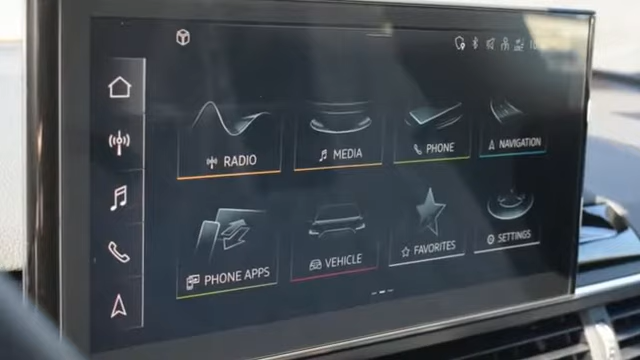 RADIO
MEDIA
PHONE
NAVIGATION
PHONE APPS
VEHICLE
FAVORITES
SETTINGS